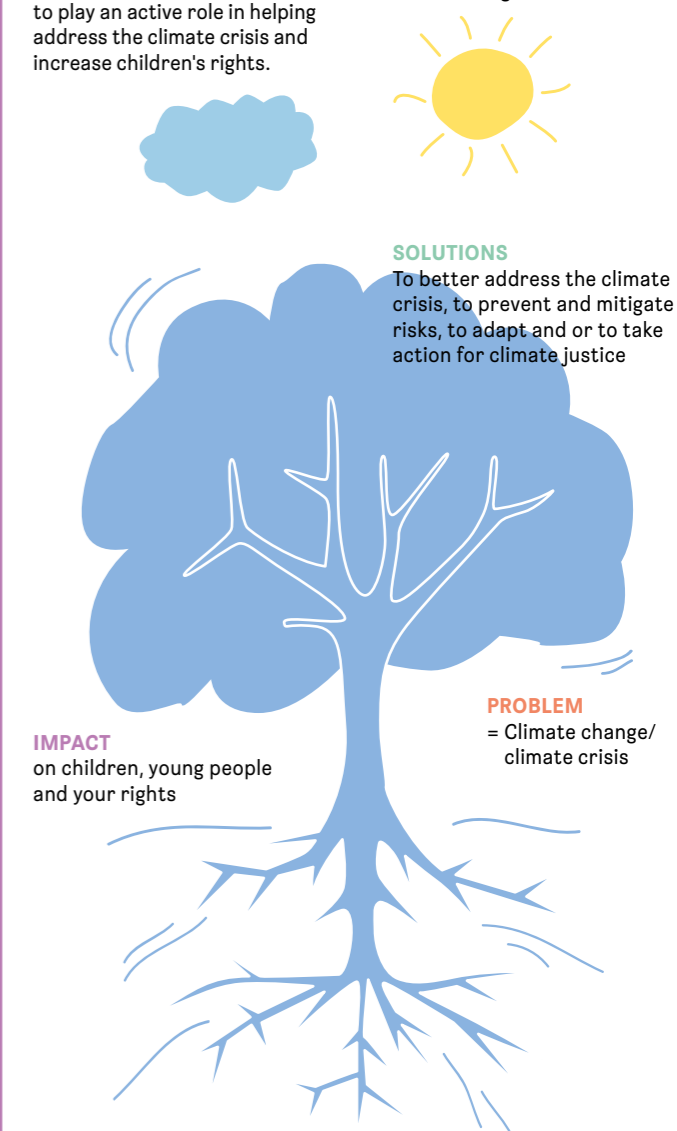 to play an active role in helping
address the climate crisis and
increase children's rights.
SOLUTIONS
To better address the climate
crisis, to prevent and mitigate
risks, to adapt and or to take
action for climate justice
PROBLEM
= Climate change/
climate crisis
IMPACT
on children, young people
and your rights